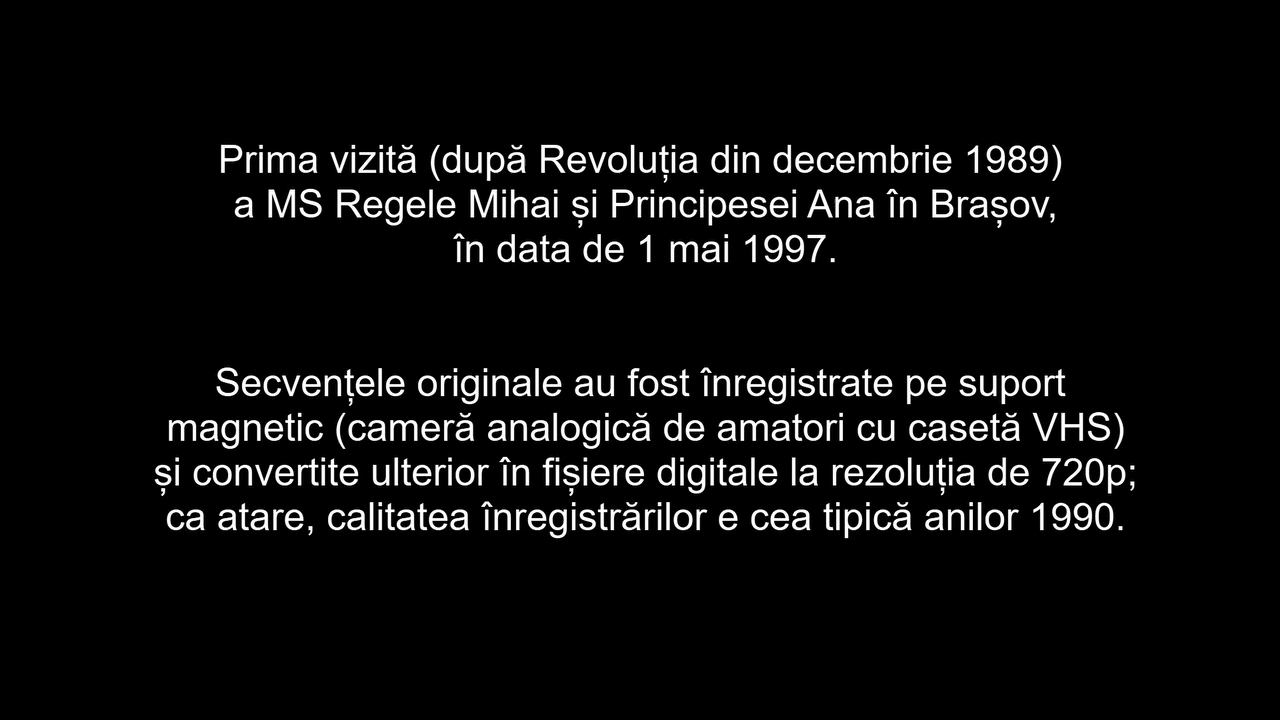 Prima vizită (după Revoluția din decembrie 1989)
a MS Regele Mihai și Principesei Ana în Brașov,
în data de 1 mai 1997.
Secvențele originale au fost înregistrate pe suport
magnetic (cameră analogică de amatori cu casetă VHS)
și convertite ulterior în fișiere digitale la rezoluția de 720p;
ca atare, calitatea înregistrărilor e cea tipică anilor 1990.